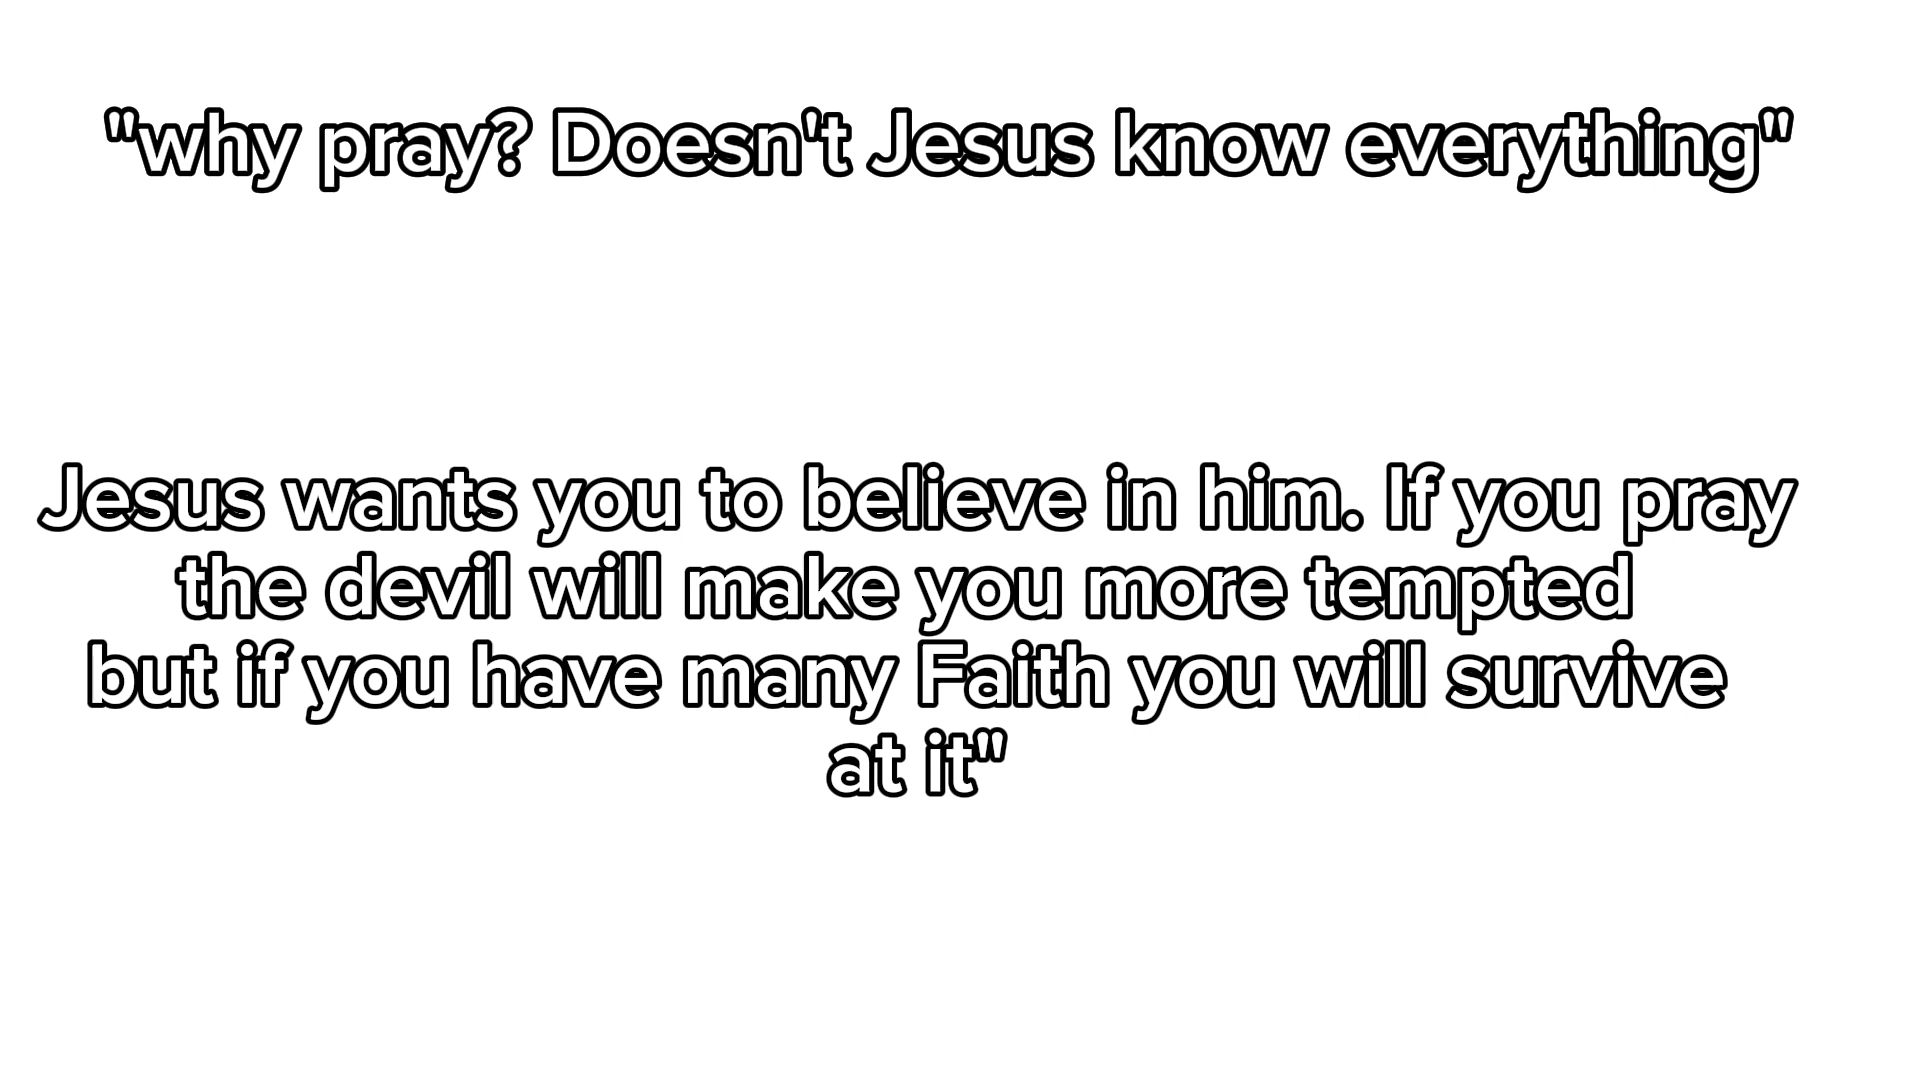 "why pray? Doesn't Jesus know everything"
Jesus wants you to believe in him. If you pray
the devil will make you more tempted
but if you have many Faith you will survive
at it"